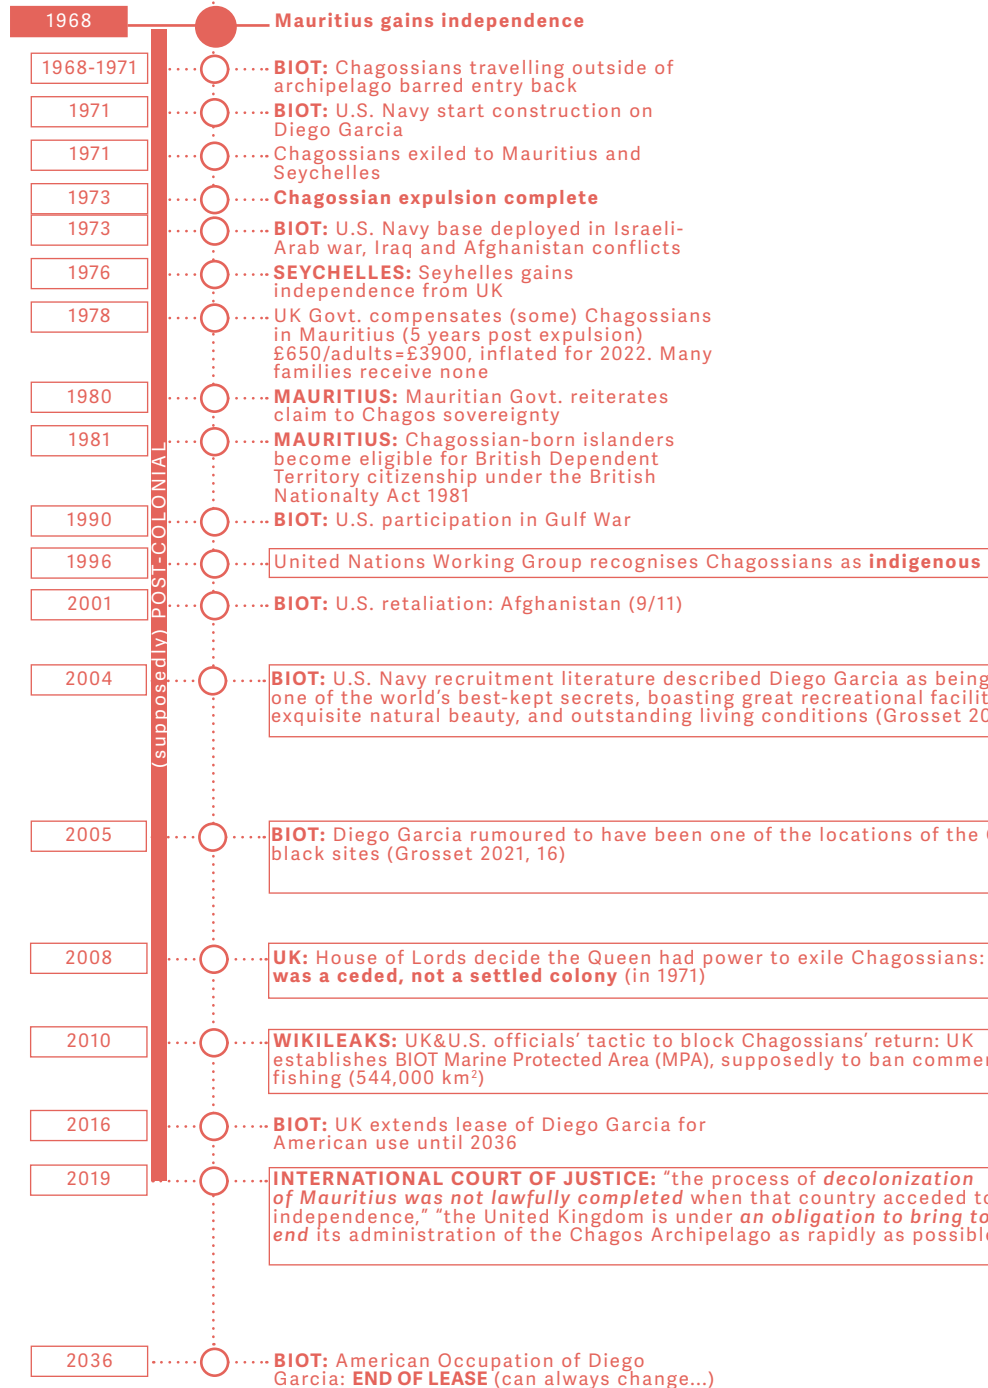 1968
Mauritius gains independence
1968-1971
BIOT: Chagossians travelling outside of
archipelago barred entry back
1971
BIOT: U.S. Navy start construction on
Diego Garcia
1971
Chagossians exiled to Mauritius and
Seychelles
1973
Chagossian expulsion complete
1973
BIOT: U.S. Navy base deployed in Israeli-
Arab war, Iraq and Afghanistan conflicts
1976
SEYCHELLES: Seyhelles gains
independence from UK
1978
UK Govt. compensates (some) Chagossians
in Mauritius (5 years post expulsion)
£650/adults=£3900, inflated for 2022. Many
families receive none
1980
MAURITIUS: Mauritian Govt. reiterates
claim to Chagos sovereignty
1981
MAURITIUS: Chagossian-born islanders
become eligible for British Dependent
Territory citizenship under the British
Nationalty Act 1981
(supposedly) POST-COLONIAL
1990
BIOT: U.S. participation in Gulf War
1996
United Nations Working Group recognises Chagossians as indigenous
2001
BIOT: U.S. retaliation: Afghanistan (9/11)
2004
BIOT: U.S. Navy recruitment literature described Diego Garcia as being
one of the world's best-kept secrets, boasting great recreational facilit
exquisite natural beauty, and outstanding living conditions (Grosset 20
2005
BIOT: Diego Garcia rumoured to have been one of the locations of the
black sites (Grosset 2021, 16)
2008
UK: House of Lords decide the Queen had power to exile Chagossians:
was a ceded, not a settled colony (in 1971)
2010
WIKILEAKS: UK&U.S. officials' tactic to block Chagossians' return: UK
establishes BIOT Marine Protected Area (MPA), supposedly to ban commer
fishing (544,000 km²)
2016
BIOT: UK extends lease of Diego Garcia for
American use until 2036
2019
INTERNATIONAL COURT OF JUSTICE: "the process of decolonization
of Mauritius was not lawfully completed when that country acceded to
independence," "the United Kingdom is under an obligation to bring to
end its administration of the Chagos Archipelago as rapidly as possible
2036
BIOT: American Occupation of Diego
Garcia: END OF LEASE (can always change...)